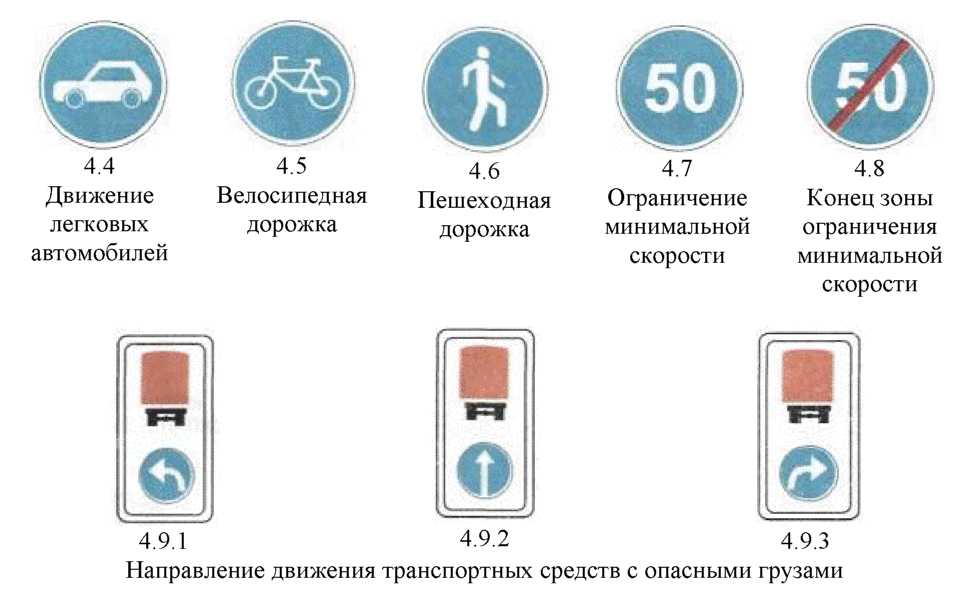 50
50
4.4
Движение
легковых
автомобилей
4.5
Велосипедная
дорожка
4.6
Пешеходная
дорожка
4.7
Ограничение
минимальной
скорости
4.8
Конец зоны
ограничения
минимальной
скорости
4.9.1
4.9.2
4.9.3
Направление движения транспортных средств с опасными грузами